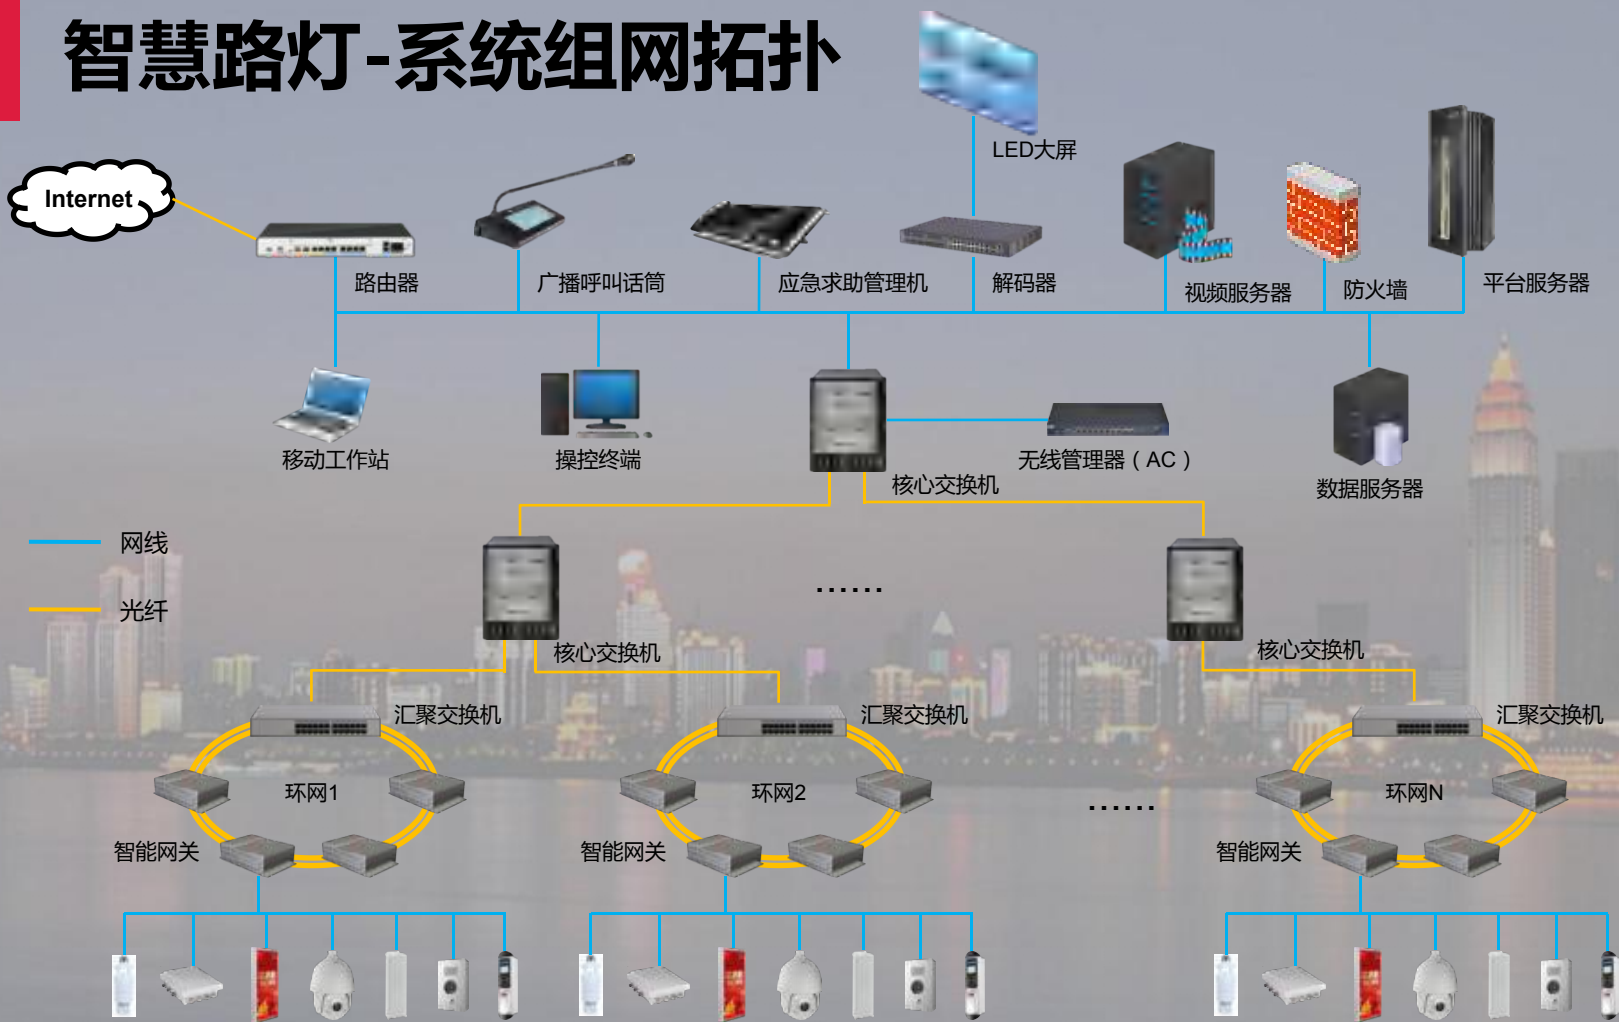 智慧路灯-系统组网拓扑
LED大屏
Internet
路由器
广播呼叫话筒
应急求助管理机
解码器
视频服务器
防火墙
平台服务器
移动工作站
操控终端
无线管理器（AC）
核心交换机
数据服务器
网线
光纤
......
核心交换机
核心交换机
汇聚交换机
汇聚交换机
汇聚交换机
环网1
环网2
......
环网N
智能网关
智能网关
智能网关